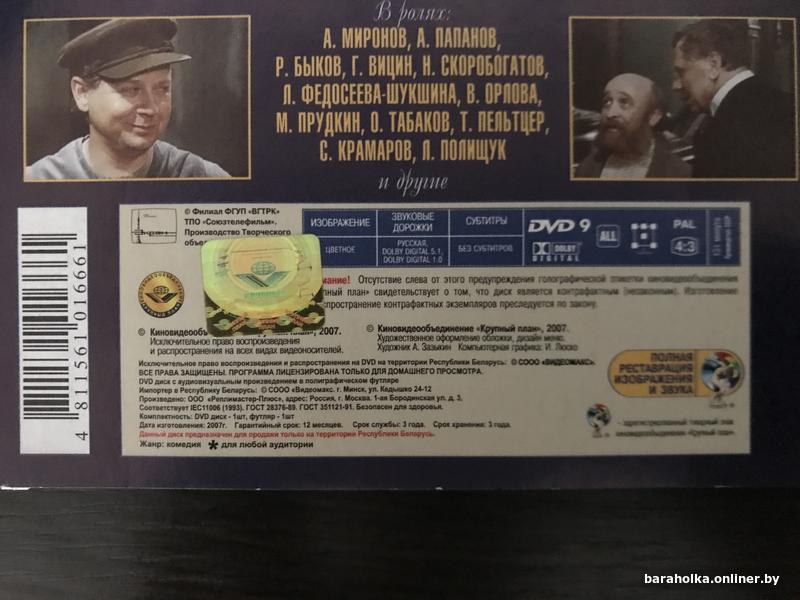 В ролях:
А. МИРОНОВ, А. ПАПАНОВ,
Р. БЫКОВ, Г. ВИЦИН, Н. СКОРОБОГАТОВ,
Л. ФЕДОСЕЕВА-ШУКШИНА, В. ОРЛОВА,
М. ПРУДКИН, О. ТАБАКОВ, Т. ПЕЛЬТЦЕР,
С. КРАМАРОВ, Л. ПОЛИЩУК
и другие
4 811561 016661
© Филиал ФГУП «ВГТРК»
ТПО «Союзтелефильм».
Производство Творческого
ИЗОБРАЖЕНИЕ
ЦВЕТНОЕ
ЗВУКОВЫЕ
ДОРОЖКИ
РУССКАЯ,
DOLBY DIGITAL 5.1,
DOLBY DIGITAL 1.0
СУБТИТРЫ
БЕЗ СУБТИТРОВ
DVD 9
DOLBY
DIGITAL
ALL
PAL
4:3
Отсутствие слева от этого предупреждения голографической этикетки киновидеообъединения
план» свидетельствует о том, что диск является контрафактным (незаконным). Изготовление
распространение контрафактных экземпляров преследуется по закону.
план», 2007.
Исключительное право воспроизведения
и распространения на всех видах видеоносителей.
© Киновидеообъединение «Крупный план», 2007.
Художественное оформление обложки, дизайн меню.
Художник А. Зазыкин Компьютерная графика: И. Люске
Исключительное право воспроизведения и распространения на DVD на территории Республики Беларусь: © СООО «ВИДЕОМАКС».
ВСЕ ПРАВА ЗАЩИЩЕНЫ. ПРОГРАММА ЛИЦЕНЗИРОВАНА ТОЛЬКО ДЛЯ ДОМАШНЕГО ПРОСМОТРА.
DVD диск с аудиовизуальным произведением в полиграфическом футляре
Импортер в Республику Беларусь: © СООО «Видеомакс. г. Минск, ул. Кедышко 24-12
Произведено: ООО «Реплимастер-Плюс», адрес: Россия, г. Москва. 1-ая Бородинская ул. д. 3,
Соответствует IEC11006 (1993). ГОСТ 28376-89. ГОСТ 351121-91. Безопасен для здоровья.
Комплектность: DVD диск - 1шт, футляр - 1шт
Дата изготовления: 2007г. Гарантийный срок: 12 месяцев. Срок службы: 3 года. Срок хранения: 3 года.
Данный диск предназначен для продажи только на территории Республики Беларусь.
Жанр: комедия * для любой аудитории
ПОЛНАЯ
РЕСТАВРАЦИЯ
ИЗОБРАЖЕНИЯ
И ЗВУКА
- зарегистрированный товарный знак
киновидеообъединения «Крупный план».
baraholka.onliner.by